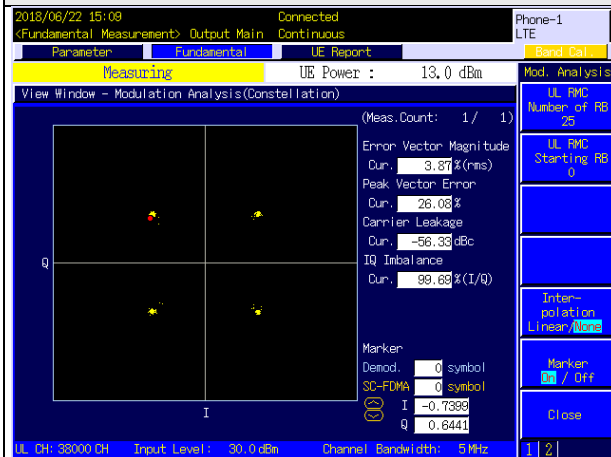 2018/06/22 15:09 Connected Phone-1
<Fundamental Measurement> Output Main Continuous LTE
Parameter Fundamental UE Report Band Cal.
Measuring UE Power : 13.0 dBm Mod. Analysis
View Window - Modulation Analysis(Constellation)
UL RMC
Number of RB
25
(Meas.Count: 1/ 1)
Error Vector Magnitude
Cur. 3.87 %(rms)
Peak Vector Error
Cur. 26.08 %
Carrier Leakage
Cur. -56.33 dBc
IQ Imbalance
Cur. 99.69 %(I/Q)
UL RMC
Starting RB
0
Q
I
Marker
Demod. 0 symbol
SC-FDMA 0 symbol
I -0.7399
Q 0.6441
Inter-
polation
Linear/None
Marker
On / Off
Close
UL CH: 38000 CH Input Level: 30.0 dBm Channel Bandwidth: 5 MHz 1 2